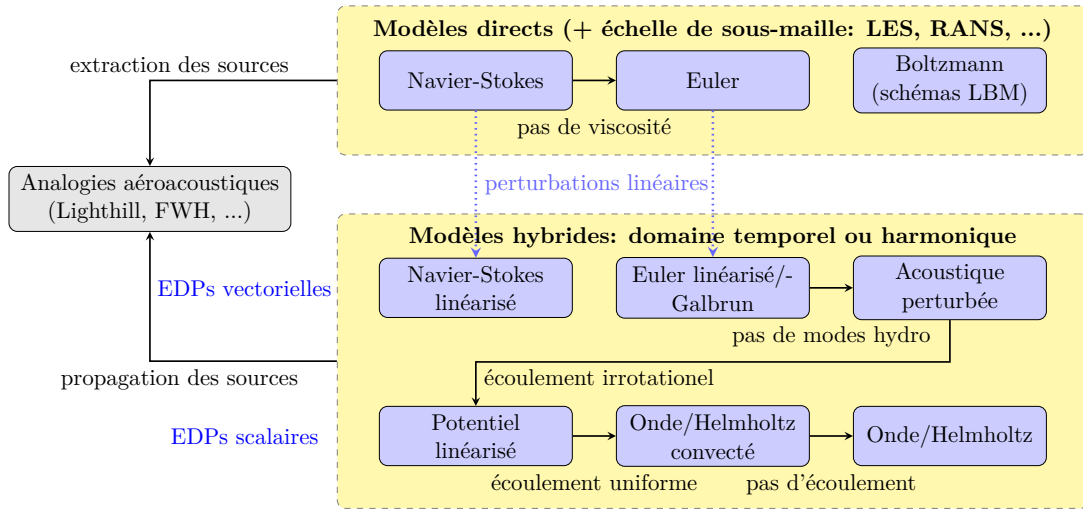 Modèles directs (+ échelle de sous-maille: LES, RANS, ...)
extraction des sources
Navier-Stokes
Euler
Boltzmann
(schémas LBM)
pas de viscosité
Analogies aéroacoustiques
(Lighthill, FWH, ...)
perturbations linéaires
Modèles hybrides: domaine temporel ou harmonique
EDPs vectorielles
Navier-Stokes
linéarisé
Euler linéarisé/-
Galbrun
Acoustique
perturbée
pas de modes hydro
propagation des sources
écoulement irrotationel
EDPs scalaires
Potentiel
linéarisé
Onde/Helmholtz
convecté
Onde/Helmholtz
écoulement uniforme
pas d'écoulement